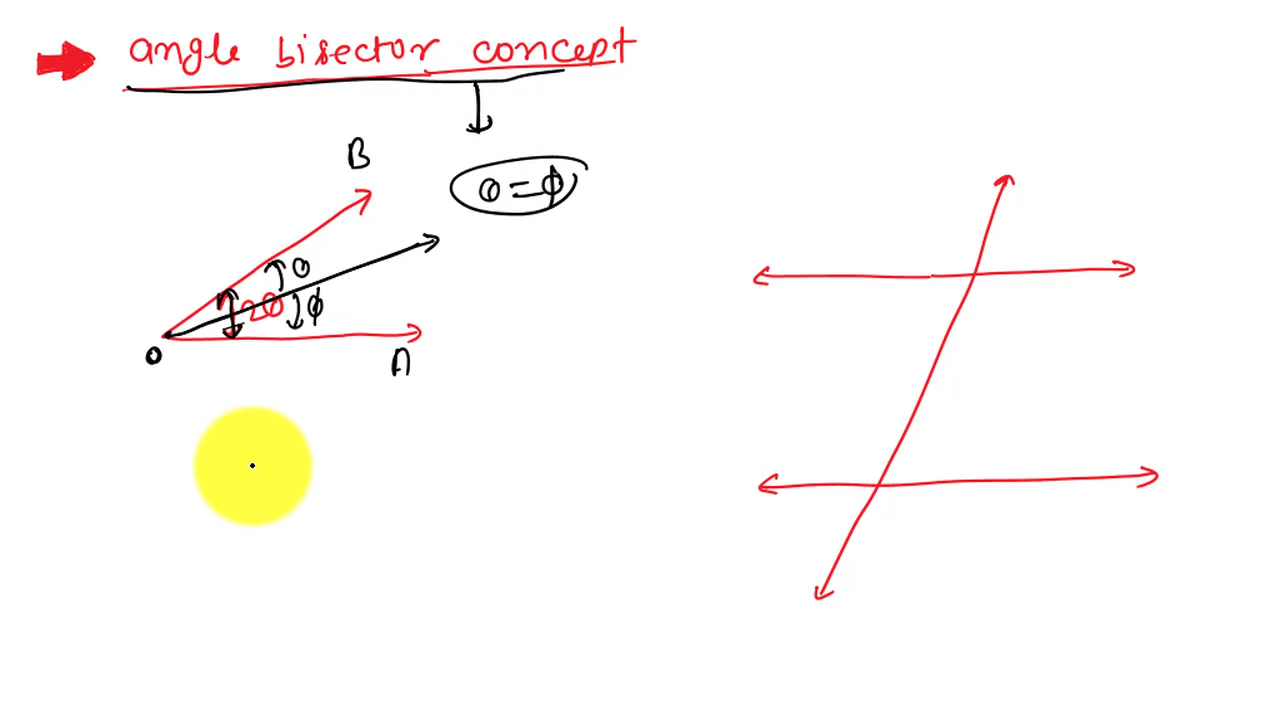 angle bisector concept
B
θ = ϕ
θ
2θ
ϕ
O
A